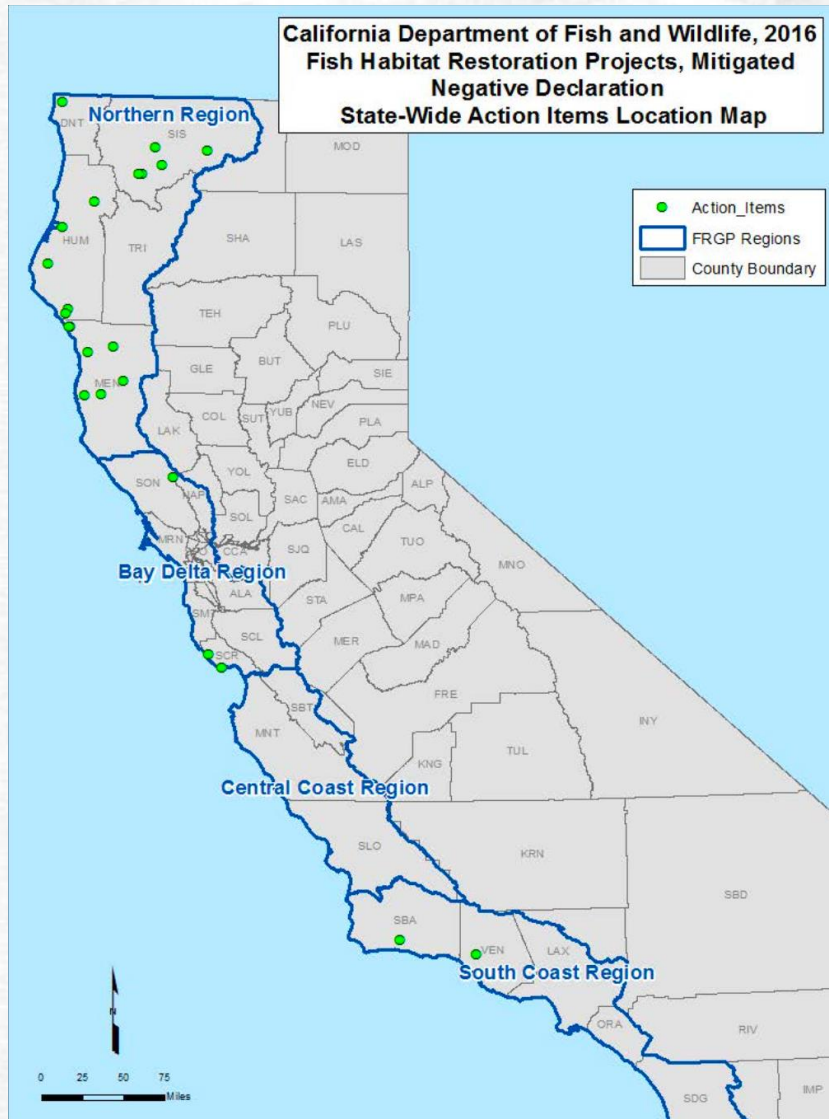 California Department of Fish and Wildlife, 2016
Fish Habitat Restoration Projects, Mitigated
Negative Declaration
State-Wide Action Items Location Map
Action_Items
FRGP Regions
County Boundary
Northern Region
DNT
SIS
MOD
HUM
TRI
SHA
LAS
TEH
PLU
MEN
GLE
BUT
SIE
LAK
COL
SUT
YUB
NEV
PLA
SON
NAP
YOL
ELD
ALP
SAC
AMA
SOL
CAL
MRN
CCA
SJQ
TUO
MNO
Bay Delta Region
ALA
STA
MPA
SMT
SCL
MER
MAD
SCR
FRE
INY
SBT
MNT
KNG
TUL
Central Coast Region
SLO
KRN
SBD
SBA
VEN
LAX
South Coast Region
ORA
RIV
SDG
IMP
N
0 25 50 75
Miles